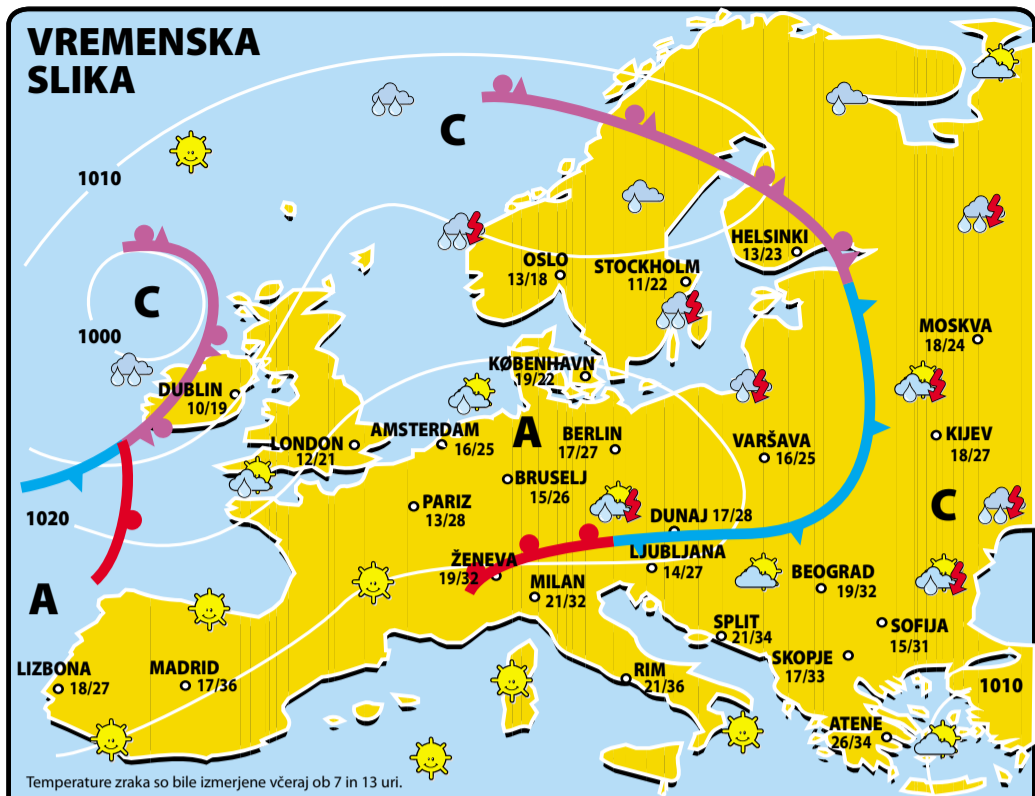 VREMENSKA
SLIKA
C
1010
HELSINKI
13/23
OSLO
13/18
STOCKHOLM
11/22
C
1000
MOSKVA
18/24
KØBENHAVN
19/22
DUBLIN
10/19
AMSTERDAM
16/25
A
BERLIN
17/27
LONDON
12/21
VARŠAVA
16/25
KIJEV
18/27
BRUSELJ
15/26
PARIZ
13/28
C
1020
DUNAJ 17/28
ŽENEVA
19/32
LJUBLJANA
14/27
MILAN
21/32
BEOGRAD
19/32
A
SPLIT
21/34
SOFIJA
15/31
LIZBONA
18/27
MADRID
17/36
RIM
21/36
SKOPJE
17/33
1010
ATENE
26/34
Temperature zraka so bile izmerjene včeraj ob 7 in 13 uri.